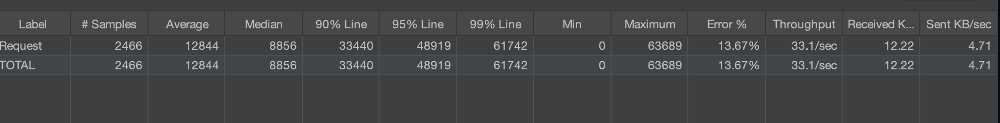 Label # Samples Average Median 90% Line 95% Line 99% Line Min Maximum Error % Throughput Received K... Sent KB/sec
Request 2466 12844 8856 33440 48919 61742 0 63689 13.67% 33.1/sec 12.22 4.71
TOTAL 2466 12844 8856 33440 48919 61742 0 63689 13.67% 33.1/sec 12.22 4.71